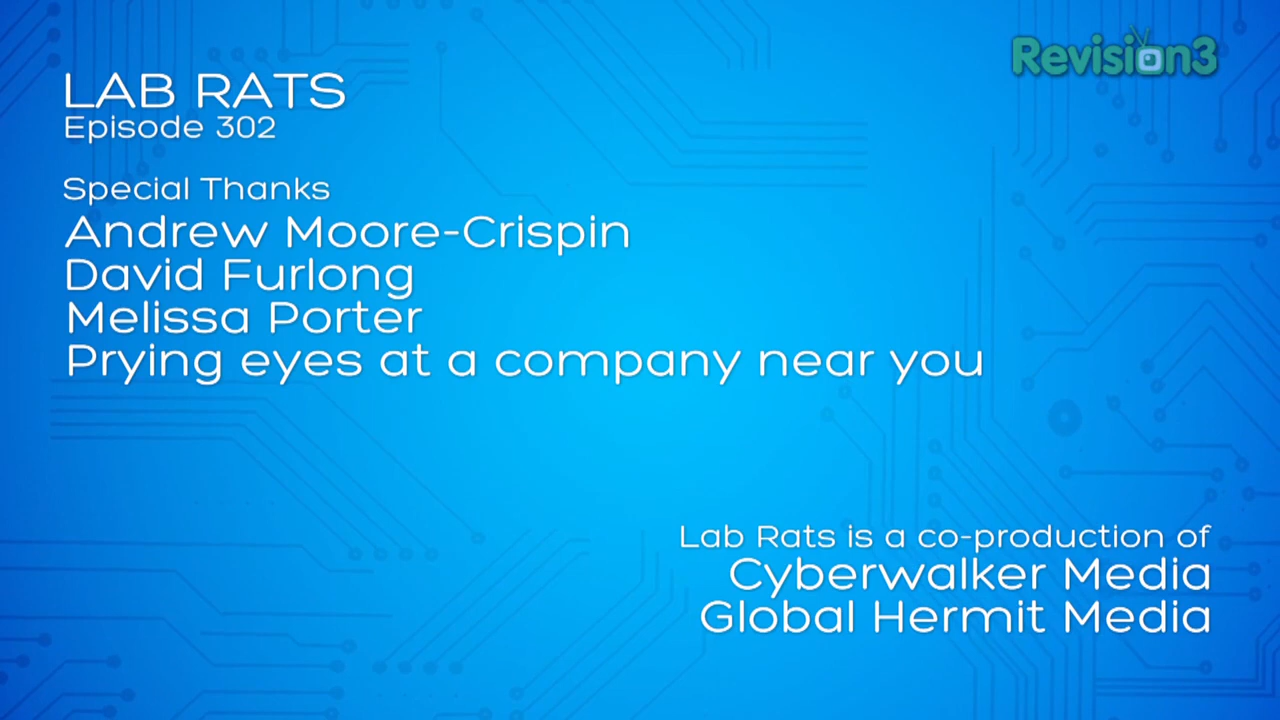 Revision3
LAB RATS
Episode 302
Special Thanks
Andrew Moore-Crispin
David Furlong
Melissa Porter
Prying eyes at a company near you
Lab Rats is a co-production of
Cyberwalker Media
Global Hermit Media